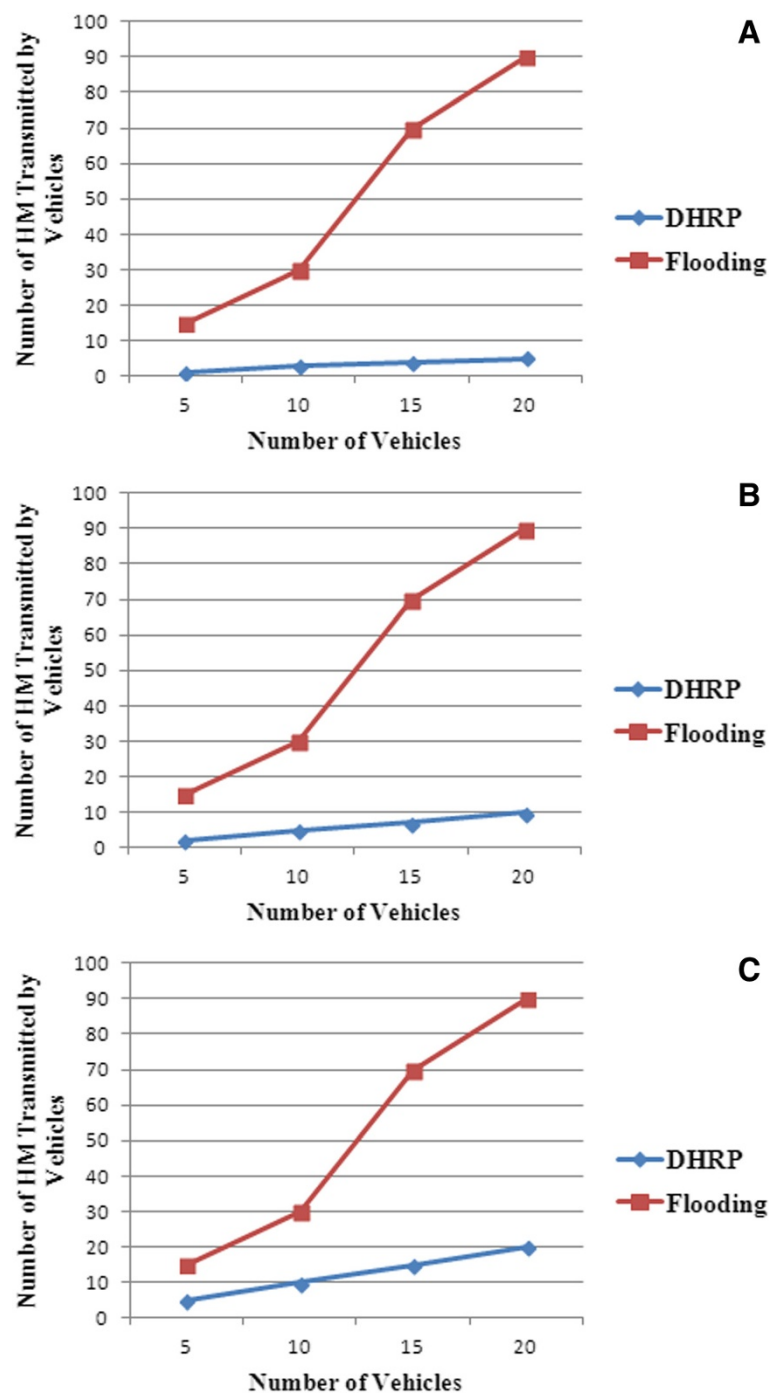 A
100
90
80
70
60
50
40
30
20
10
0
Number of HM Transmitted by
Vehicles
5 10 15 20
Number of Vehicles
DHRP
Flooding
B
100
90
80
70
60
50
40
30
20
10
0
Number of HM Transmitted by
Vehicles
5 10 15 20
Number of Vehicles
DHRP
Flooding
C
100
90
80
70
60
50
40
30
20
10
0
Number of HM Transmitted by
Vehicles
5 10 15 20
Number of Vehicles
DHRP
Flooding